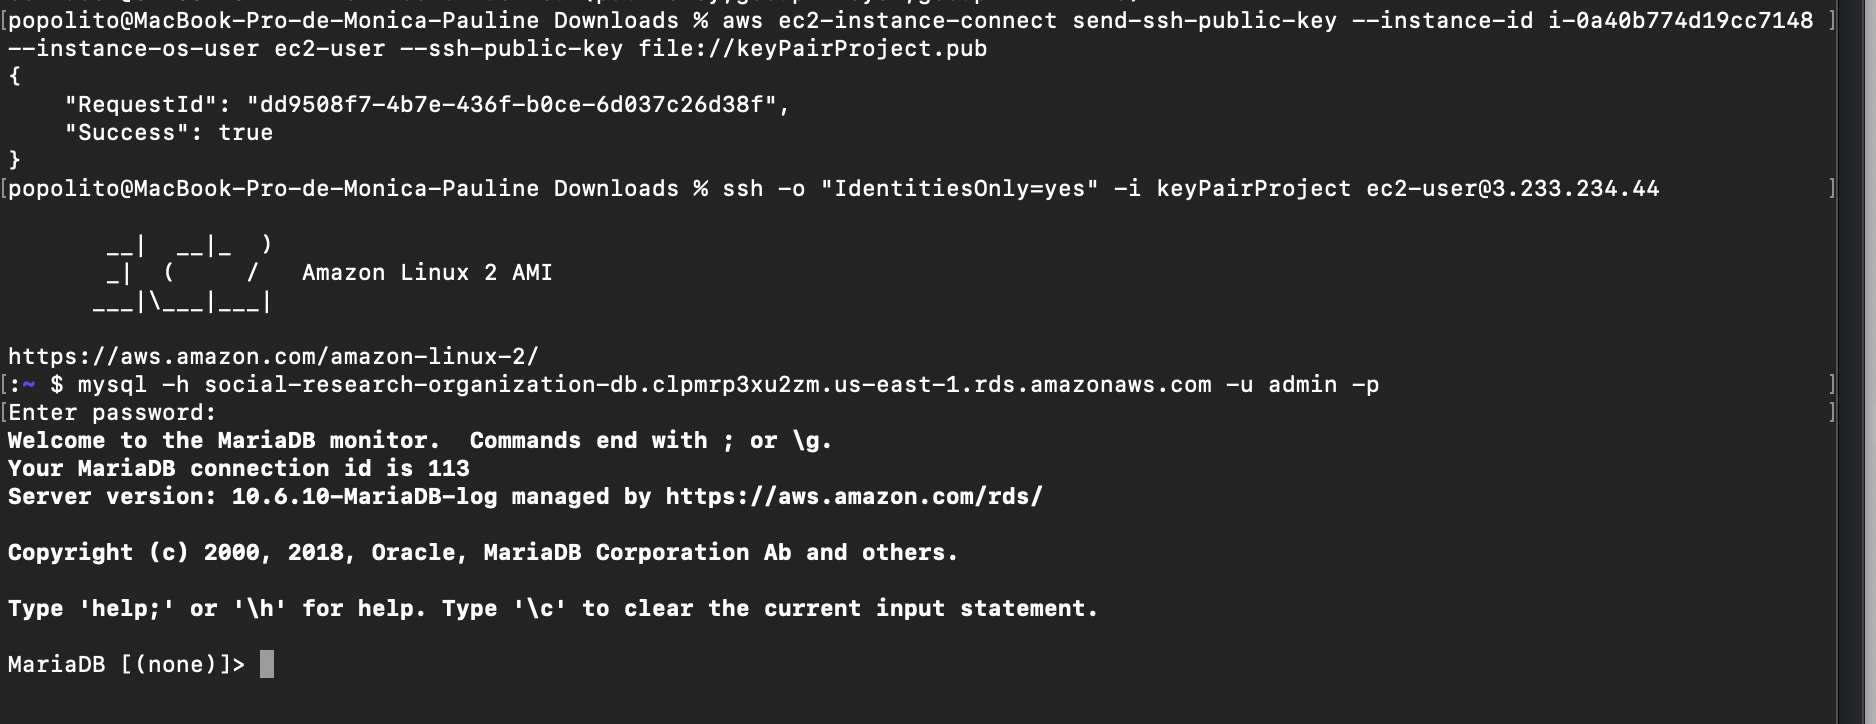 [popolito@MacBook-Pro-de-Monica-Pauline Downloads % aws ec2-instance-connect send-ssh-public-key --instance-id i-0a40b774d19cc7148 ]
--instance-os-user ec2-user --ssh-public-key file://keyPairProject.pub
{
    "RequestId": "dd9508f7-4b7e-436f-b0ce-6d037c26d38f",
    "Success": true
}
[popolito@MacBook-Pro-de-Monica-Pauline Downloads % ssh -o "IdentitiesOnly=yes" -i keyPairProject ec2-user@3.233.234.44 ]
       __|  __|_  )
       _|  (     /   Amazon Linux 2 AMI
      ___|\___|___|
https://aws.amazon.com/amazon-linux-2/
[:~ $ mysql -h social-research-organization-db.clpmrp3xu2zm.us-east-1.rds.amazonaws.com -u admin -p ]
[Enter password: ]
Welcome to the MariaDB monitor.  Commands end with ; or \g.
Your MariaDB connection id is 113
Server version: 10.6.10-MariaDB-log managed by https://aws.amazon.com/rds/
Copyright (c) 2000, 2018, Oracle, MariaDB Corporation Ab and others.
Type 'help;' or '\h' for help. Type '\c' to clear the current input statement.
MariaDB [(none)]>